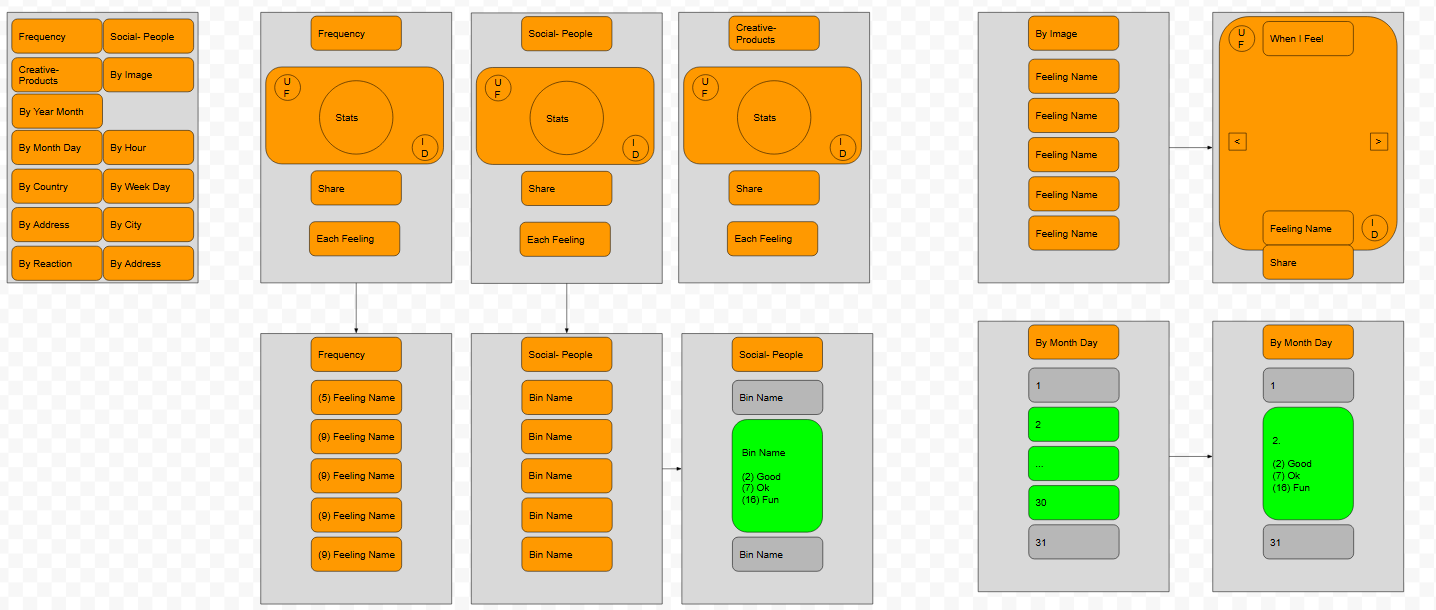 Frequency
Social- People
Creative-
Products
By Image
By Year Month
By Month Day
By Hour
By Country
By Week Day
By Address
By City
By Reaction
By Address
Frequency
U
F
Stats
I
D
Share
Each Feeling
Social- People
U
F
Stats
I
D
Share
Each Feeling
Creative-
Products
U
F
Stats
I
D
Share
Each Feeling
By Image
Feeling Name
Feeling Name
Feeling Name
Feeling Name
Feeling Name
U
F
When I Feel
<
>
Feeling Name
I
D
Share
Frequency
(5) Feeling Name
(9) Feeling Name
(9) Feeling Name
(9) Feeling Name
(9) Feeling Name
Social- People
Bin Name
Bin Name
Bin Name
Bin Name
Bin Name
Social- People
Bin Name
Bin Name
(2) Good
(7) Ok
(16) Fun
Bin Name
By Month Day
1
2
...
30
31
By Month Day
1
2.
(2) Good
(7) Ok
(16) Fun
31